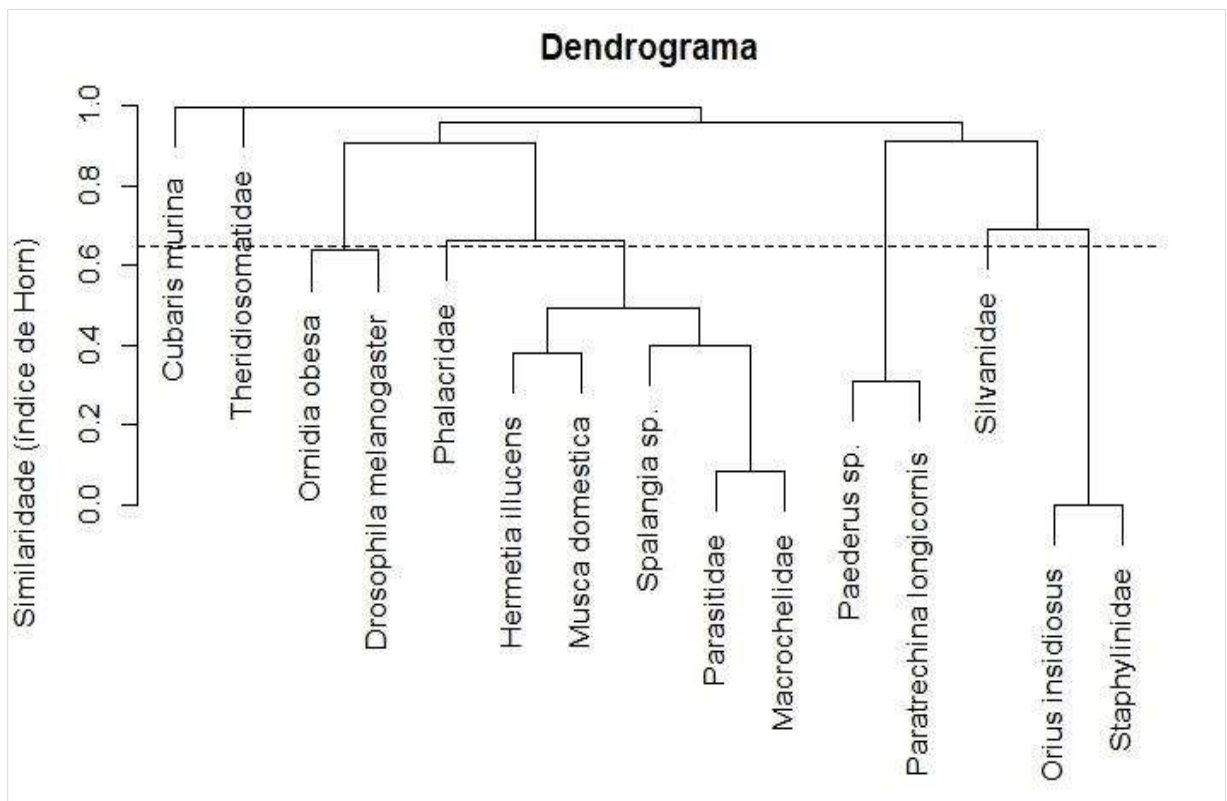 Dendrograma
Similaridade (índice de Horn)
1.0
0.8
0.6
0.4
0.2
0.0
Cubaris murina
Theridiosomatidae
Ornidia obesa
Drosophila melanogaster
Phalacridae
Hermetia illucens
Musca domestica
Spalangia sp.
Parasitidae
Macrochelidae
Paederus sp.
Paratrechina longicornis
Silvanidae
Orius insidiosus
Staphylinidae